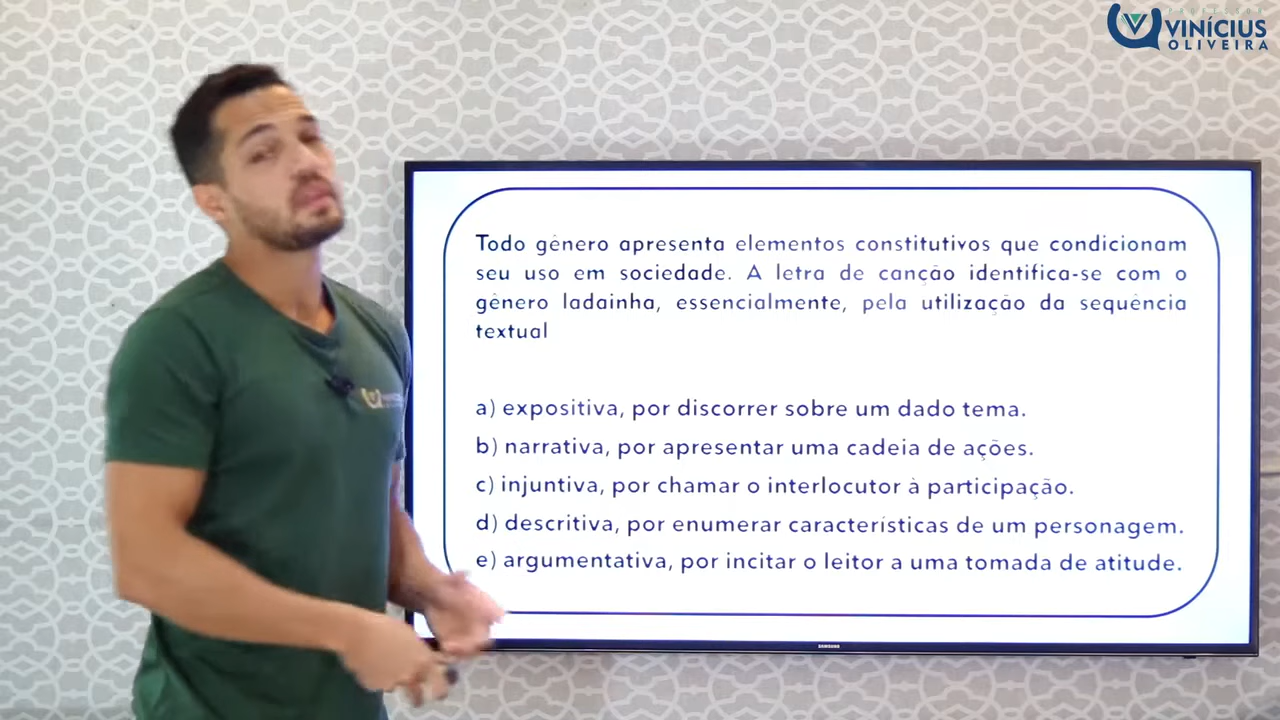 PROFESSOR
VINÍCIUS
OLIVEIRA
Todo gênero apresenta elementos constitutivos que condicionam
seu uso em sociedade. A letra de canção identifica-se com o
gênero ladainha, essencialmente, pela utilização da sequência
textual
a) expositiva, por discorrer sobre um dado tema.
b) narrativa, por apresentar uma cadeia de ações.
c) injuntiva, por chamar o interlocutor à participação.
d) descritiva, por enumerar características de um personagem.
e) argumentativa, por incitar o leitor a uma tomada de atitude.
SAMSUNG